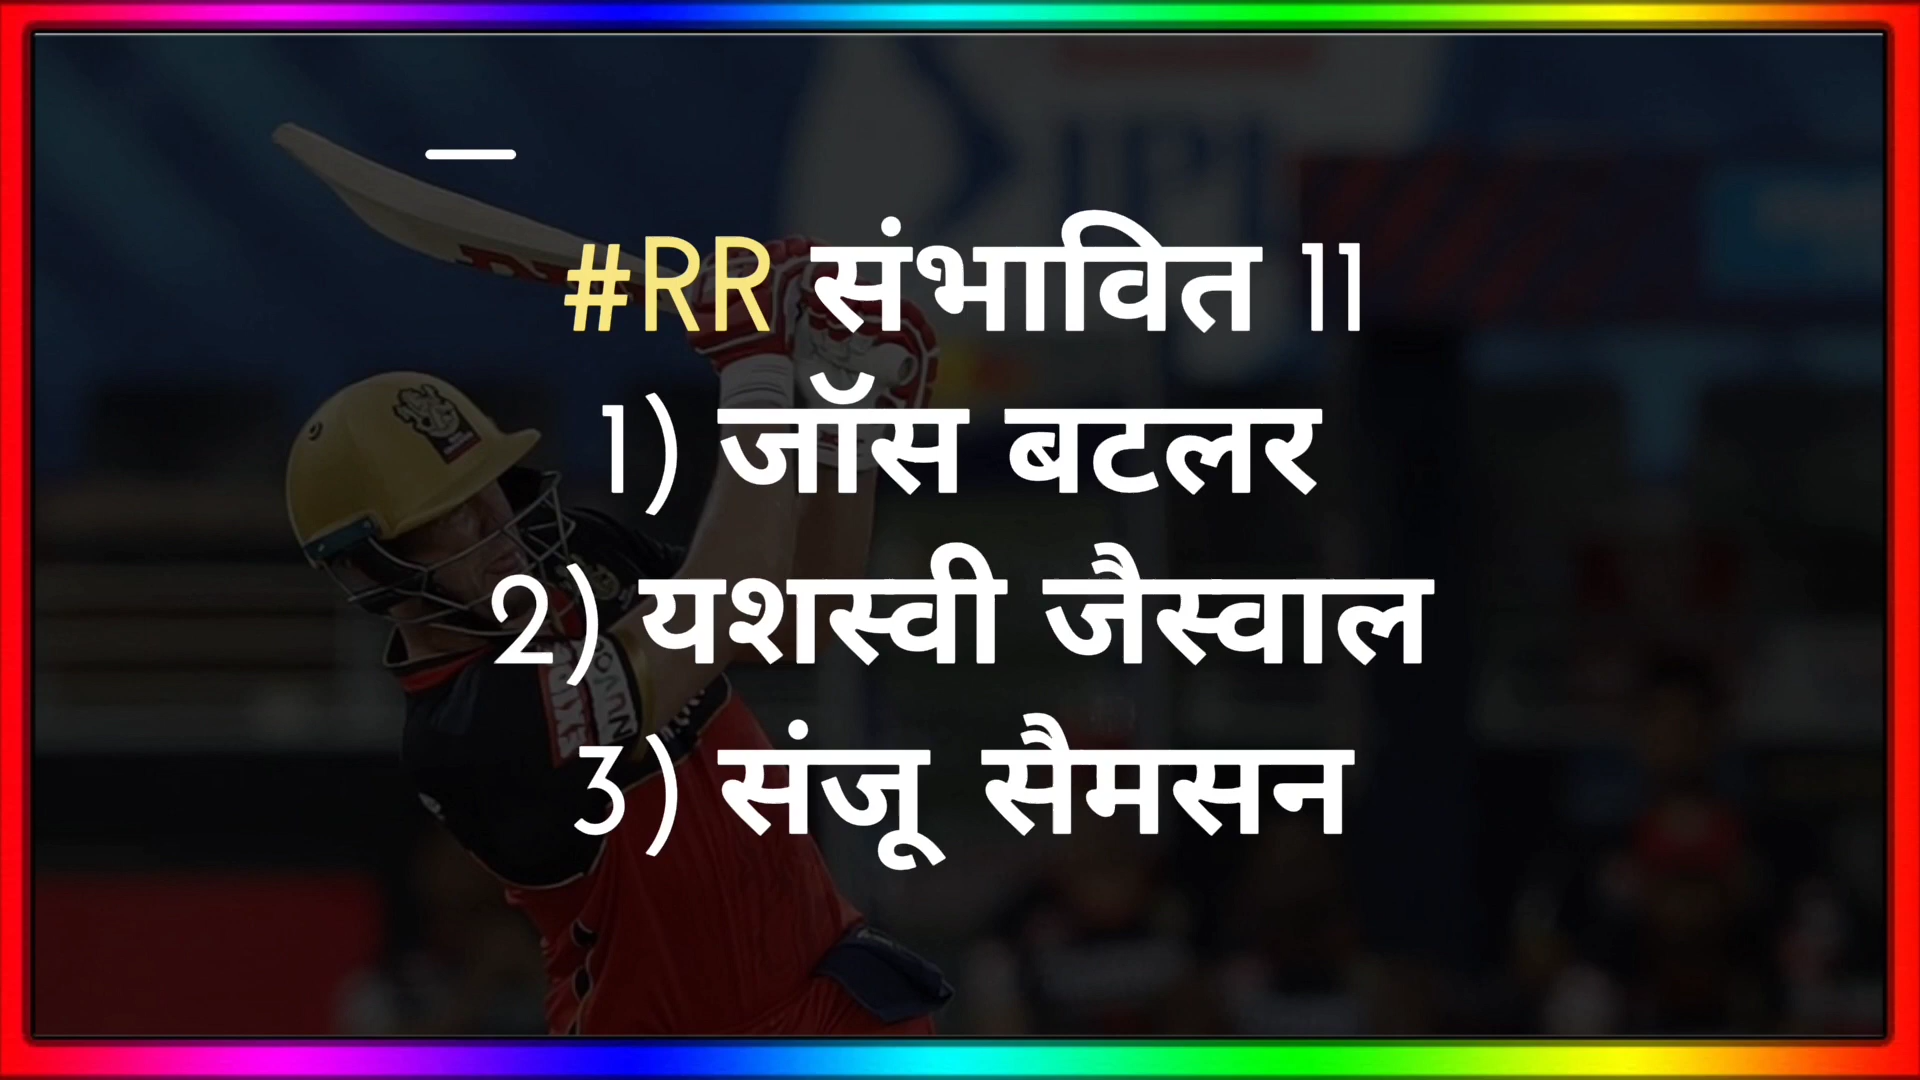 #RR संभावित 11
1) जॉस बटलर
2) यशस्वी जैस्वाल
3) संजू सैमसन